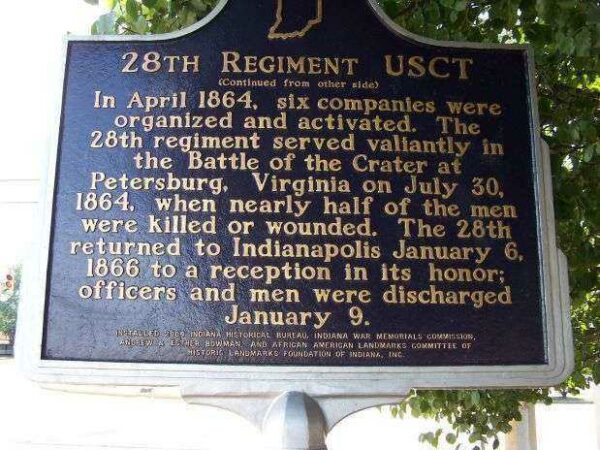 28TH REGIMENT USCT
(Continued from other side)
In April 1864, six companies were
organized and activated. The
28th regiment served valiantly in
the Battle of the Crater at
Petersburg, Virginia on July 30,
1864, when nearly half of the men
were killed or wounded. The 28th
returned to Indianapolis January 6,
1866 to a reception in its honor;
officers and men were discharged
January 9.
INSTALLED 2004 INDIANA HISTORICAL BUREAU, INDIANA WAR MEMORIALS COMMISSION,
ANDREW & ESTHER BOWMAN, AND AFRICAN AMERICAN LANDMARKS COMMITTEE OF
HISTORIC LANDMARKS FOUNDATION OF INDIANA, INC.